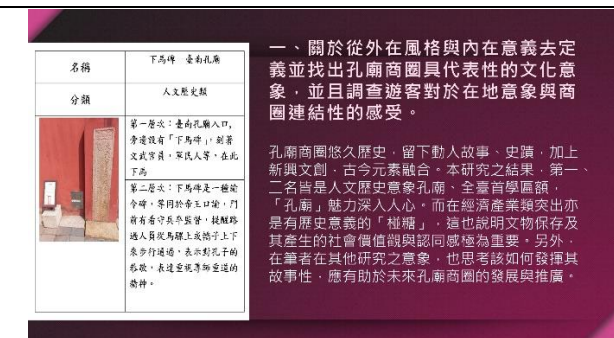 名稱
下馬碑 臺南孔廟
分類
人文歷史類
第一層次：臺南孔廟入口，
旁邊設有「下馬碑」，刻著
文武官員、軍民人等，在此
下馬
第二層次：下馬碑是一種諭
令碑，等同於帝王口諭，門
前有看守兵卒監督，提醒路
過人員從馬騾上或轎子上下
來步行通過，表示對孔子的
恭敬，表達重視尊師重道的
精神。
一、關於從外在風格與內在意義去定
義並找出孔廟商圈具代表性的文化意
象，並且調查遊客對於在地意象與商
圈連結性的感受。
孔廟商圈悠久歷史，留下動人故事、史蹟，加上
新興文創，古今元素融合。本研究之結果，第一、
二名皆是人文歷史意象孔廟、全臺首學匾額，
「孔廟」魅力深入人心。而在經濟產業類突出亦
是有歷史意義的「椪糖」，這也說明文物保存及
其產生的社會價值觀與認同感極為重要。另外，
在筆者在其他研究之意象，也思考該如何發揮其
故事性，應有助於未來孔廟商圈的發展與推廣。